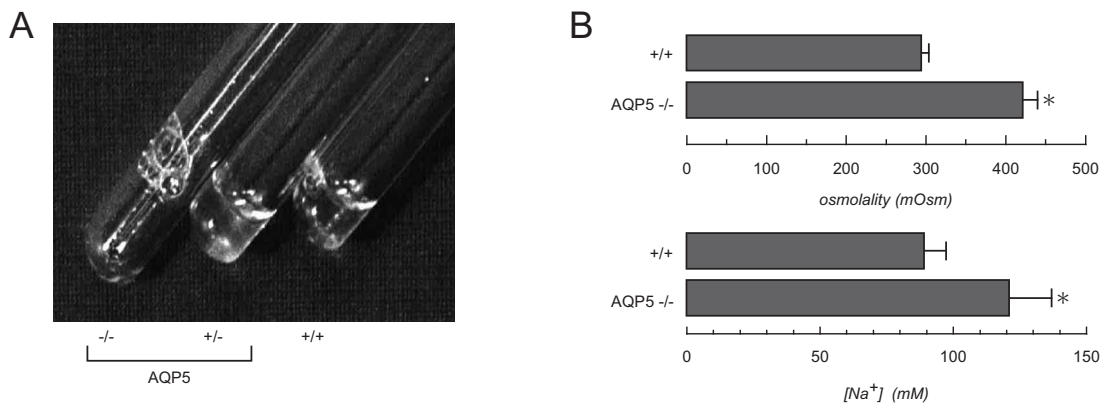 A
-/-
+/-
+/+
AQP5
B
+/+
AQP5 -/-
*
0
100
200
300
400
500
osmolality (mOsm)
+/+
AQP5 -/-
*
0
50
100
150
[Na⁺] (mM)